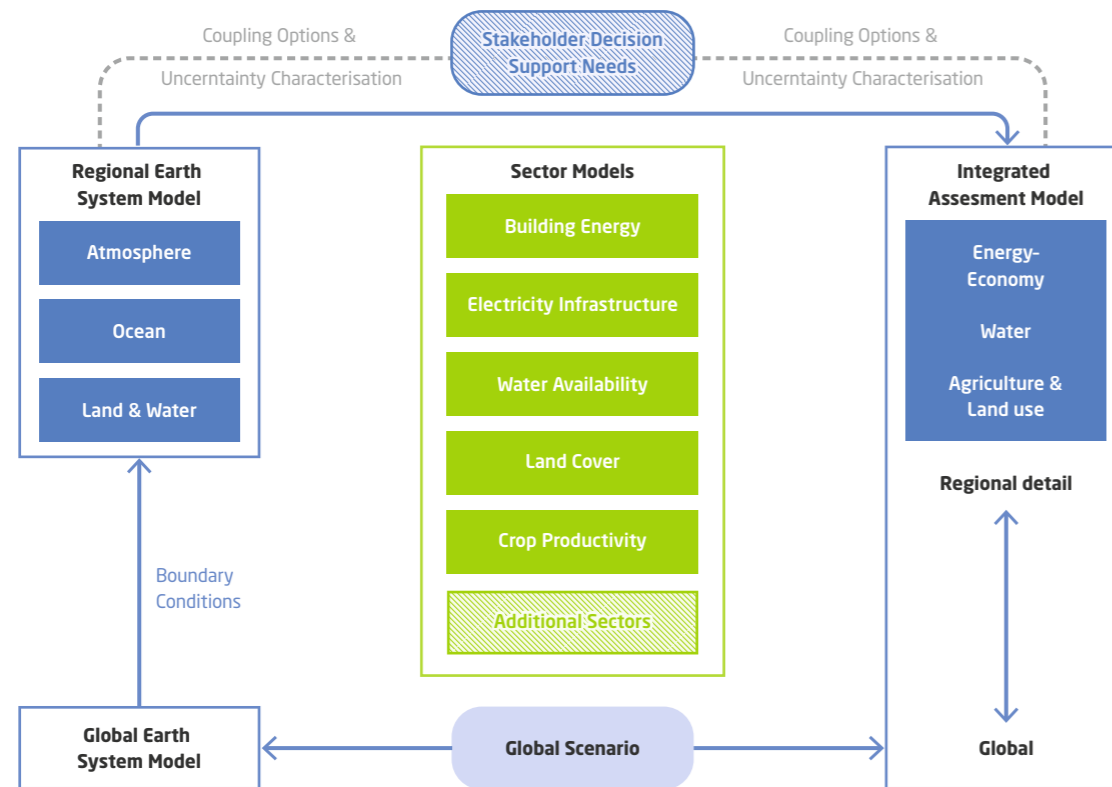 Coupling Options &
Uncerntainty Characterisation
Stakeholder Decision
Support Needs
Coupling Options &
Uncerntainty Characterisation
Regional Earth
System Model
Atmosphere
Ocean
Land & Water
Boundary
Conditions
Global Earth
System Model
Sector Models
Building Energy
Electricity Infrastructure
Water Availability
Land Cover
Crop Productivity
Additional Sectors
Global Scenario
Integrated
Assesment Model
Energy–
Economy
Water
Agriculture &
Land use
Regional detail
Global